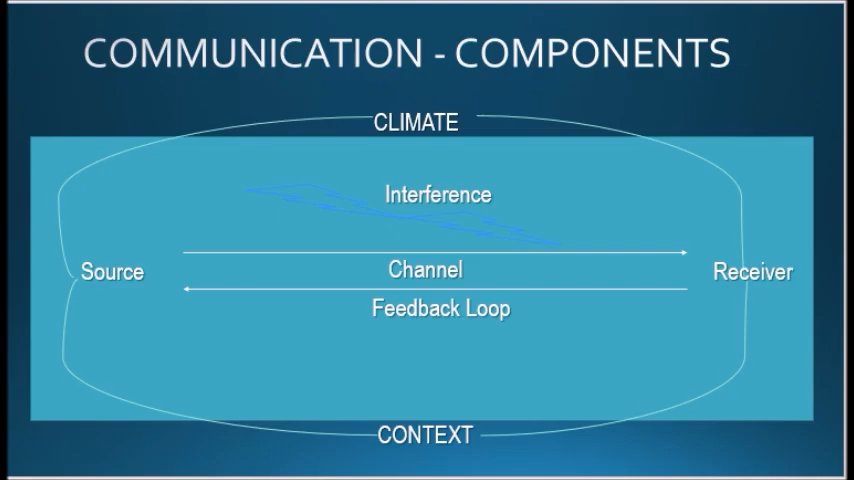 COMMUNICATION - COMPONENTS
CLIMATE
Interference
Source
Channel
Receiver
Feedback Loop
CONTEXT